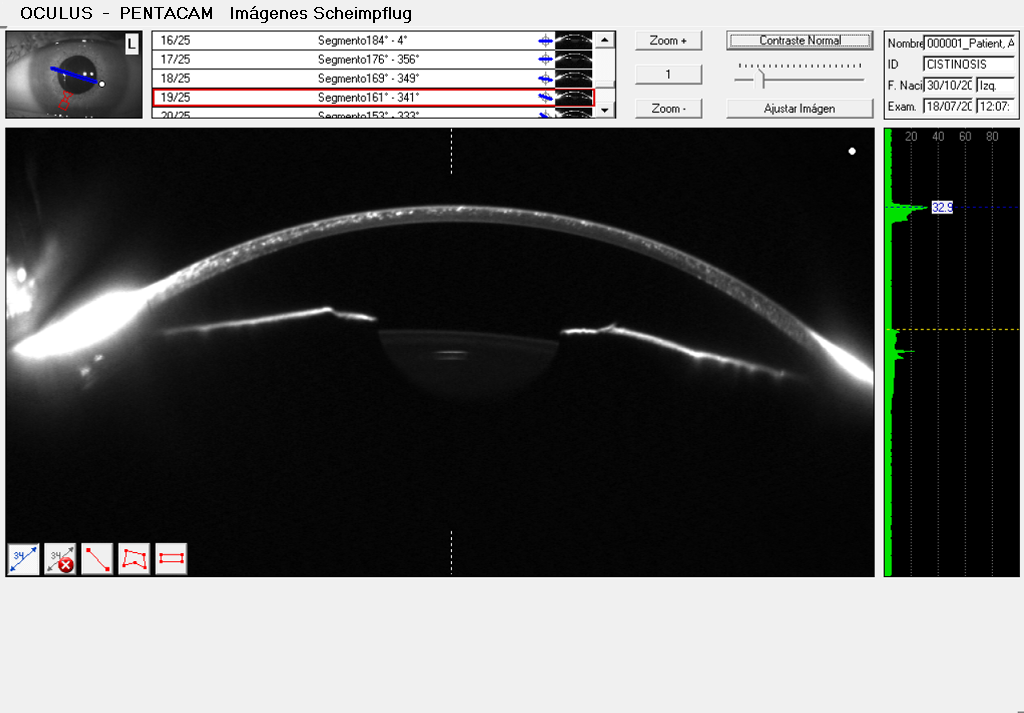 OCULUS - PENTACAM Imágenes Scheimpflug
L
16/25 Segmento184° - 4°
17/25 Segmento176° - 356°
18/25 Segmento169° - 349°
19/25 Segmento161° - 341°
20/25 Segmento153° - 333°
Zoom +
1
Zoom -
Contraste Normal
Ajustar Imágen
Nombre 000001_Patient, A
ID CISTINOSIS
F. Naci 30/10/20 Izq.
Exam. 18/07/20 12:07:
20 40 60 80
32.9
34
34